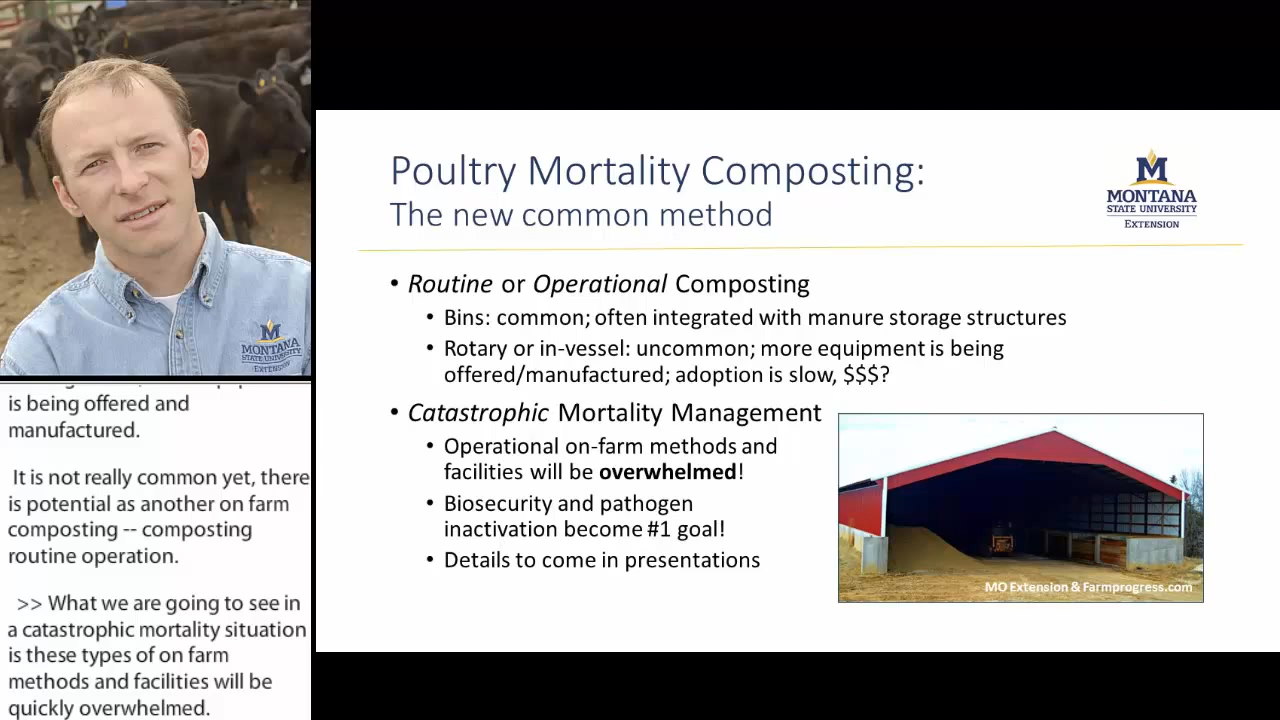 MONTANA
STATE UNIVERSITY
EXTENSION
is being offered and
manufactured.
It is not really common yet, there
is potential as another on farm
composting -- composting
routine operation.
>> What we are going to see in
a catastrophic mortality situation
is these types of on farm
methods and facilities will be
quickly overwhelmed.
Poultry Mortality Composting:
The new common method
M
MONTANA
STATE UNIVERSITY
EXTENSION
• Routine or Operational Composting
• Bins: common; often integrated with manure storage structures
• Rotary or in-vessel: uncommon; more equipment is being
offered/manufactured; adoption is slow, $$$?
• Catastrophic Mortality Management
• Operational on-farm methods and
facilities will be overwhelmed!
• Biosecurity and pathogen
inactivation become #1 goal!
• Details to come in presentations
MO Extension & Farmprogress.com